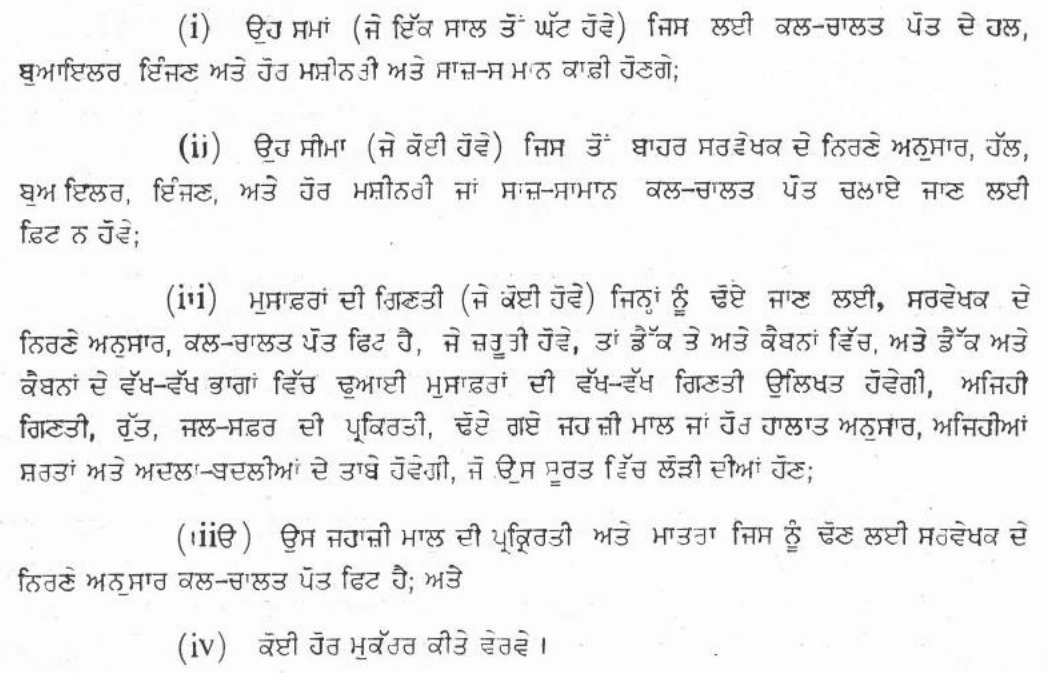 (i) ਉਹ ਸਮਾਂ (ਜੇ ਇੱਕ ਸਾਲ ਤੋਂ ਘੱਟ ਹੋਵੇ) ਜਿਸ ਲਈ ਕਲ-ਚਾਲਤ ਪੋਤ ਦੇ ਹਲ,
ਬੁਆਇਲਰ ਇੰਜਣ ਅਤੇ ਹੋਰ ਮਸ਼ੀਨਰੀ ਅਤੇ ਸਾਜ਼-ਸਮਾਨ ਕਾਫ਼ੀ ਹੋਣਗੇ;
(ii) ਉਹ ਸੀਮਾ (ਜੇ ਕੋਈ ਹੋਵੇ) ਜਿਸ ਤੋਂ ਬਾਹਰ ਸਰਵੇਖਕ ਦੇ ਨਿਰਣੇ ਅਨੁਸਾਰ, ਹੱਲ,
ਬੁਆਇਲਰ, ਇੰਜਣ, ਅਤੇ ਹੋਰ ਮਸ਼ੀਨਰੀ ਜਾਂ ਸਾਜ਼-ਸਾਮਾਨ ਕਲ-ਚਾਲਤ ਪੋਤ ਚਲਾਏ ਜਾਣ ਲਈ
ਫ਼ਿਟ ਨ ਹੋਵੇ;
(iii) ਮੁਸਾਫ਼ਰਾਂ ਦੀ ਗਿਣਤੀ (ਜੇ ਕੋਈ ਹੋਵੇ) ਜਿਨ੍ਹਾਂ ਨੂੰ ਢੋਏ ਜਾਣ ਲਈ, ਸਰਵੇਖਕ ਦੇ
ਨਿਰਣੇ ਅਨੁਸਾਰ, ਕਲ-ਚਾਲਤ ਪੋਤ ਫਿਟ ਹੈ, ਜੇ ਜ਼ਰੂਰੀ ਹੋਵੇ, ਤਾਂ ਡੈੱਕ ਤੇ ਅਤੇ ਕੈਬਨਾਂ ਵਿੱਚ, ਅਤੇ ਡੈੱਕ ਅਤੇ
ਕੈਬਨਾਂ ਦੇ ਵੱਖ-ਵੱਖ ਭਾਗਾਂ ਵਿੱਚ ਢੁਆਈ ਮੁਸਾਫ਼ਰਾਂ ਦੀ ਵੱਖ-ਵੱਖ ਗਿਣਤੀ ਉਲਿਖਤ ਹੋਵੇਗੀ, ਅਜਿਹੀ
ਗਿਣਤੀ, ਰੁੱਤ, ਜਲ-ਸਫ਼ਰ ਦੀ ਪ੍ਰਕਿਰਤੀ, ਢੋਏ ਗਏ ਜਹਾਜ਼ੀ ਮਾਲ ਜਾਂ ਹੋਰ ਹਾਲਾਤ ਅਨੁਸਾਰ, ਅਜਿਹੀਆਂ
ਸ਼ਰਤਾਂ ਅਤੇ ਅਦਲਾ-ਬਦਲੀਆਂ ਦੇ ਤਾਬੇ ਹੋਵੇਗੀ, ਜੋ ਉਸ ਸੂਰਤ ਵਿੱਚ ਲੋੜੀਦੀਆਂ ਹੋਣ;
(iiiੳ) ਉਸ ਜਹਾਜ਼ੀ ਮਾਲ ਦੀ ਪ੍ਰਕ੍ਰਿਰਤੀ ਅਤੇ ਮਾਤਰਾ ਜਿਸ ਨੂੰ ਢੋਣ ਲਈ ਸਰਵੇਖਕ ਦੇ
ਨਿਰਣੇ ਅਨੁਸਾਰ ਕਲ-ਚਾਲਤ ਪੋਤ ਫਿਟ ਹੈ; ਅਤੇ
(iv) ਕੋਈ ਹੋਰ ਮੁਕੱਰਰ ਕੀਤੇ ਵੇਰਵੇ ।